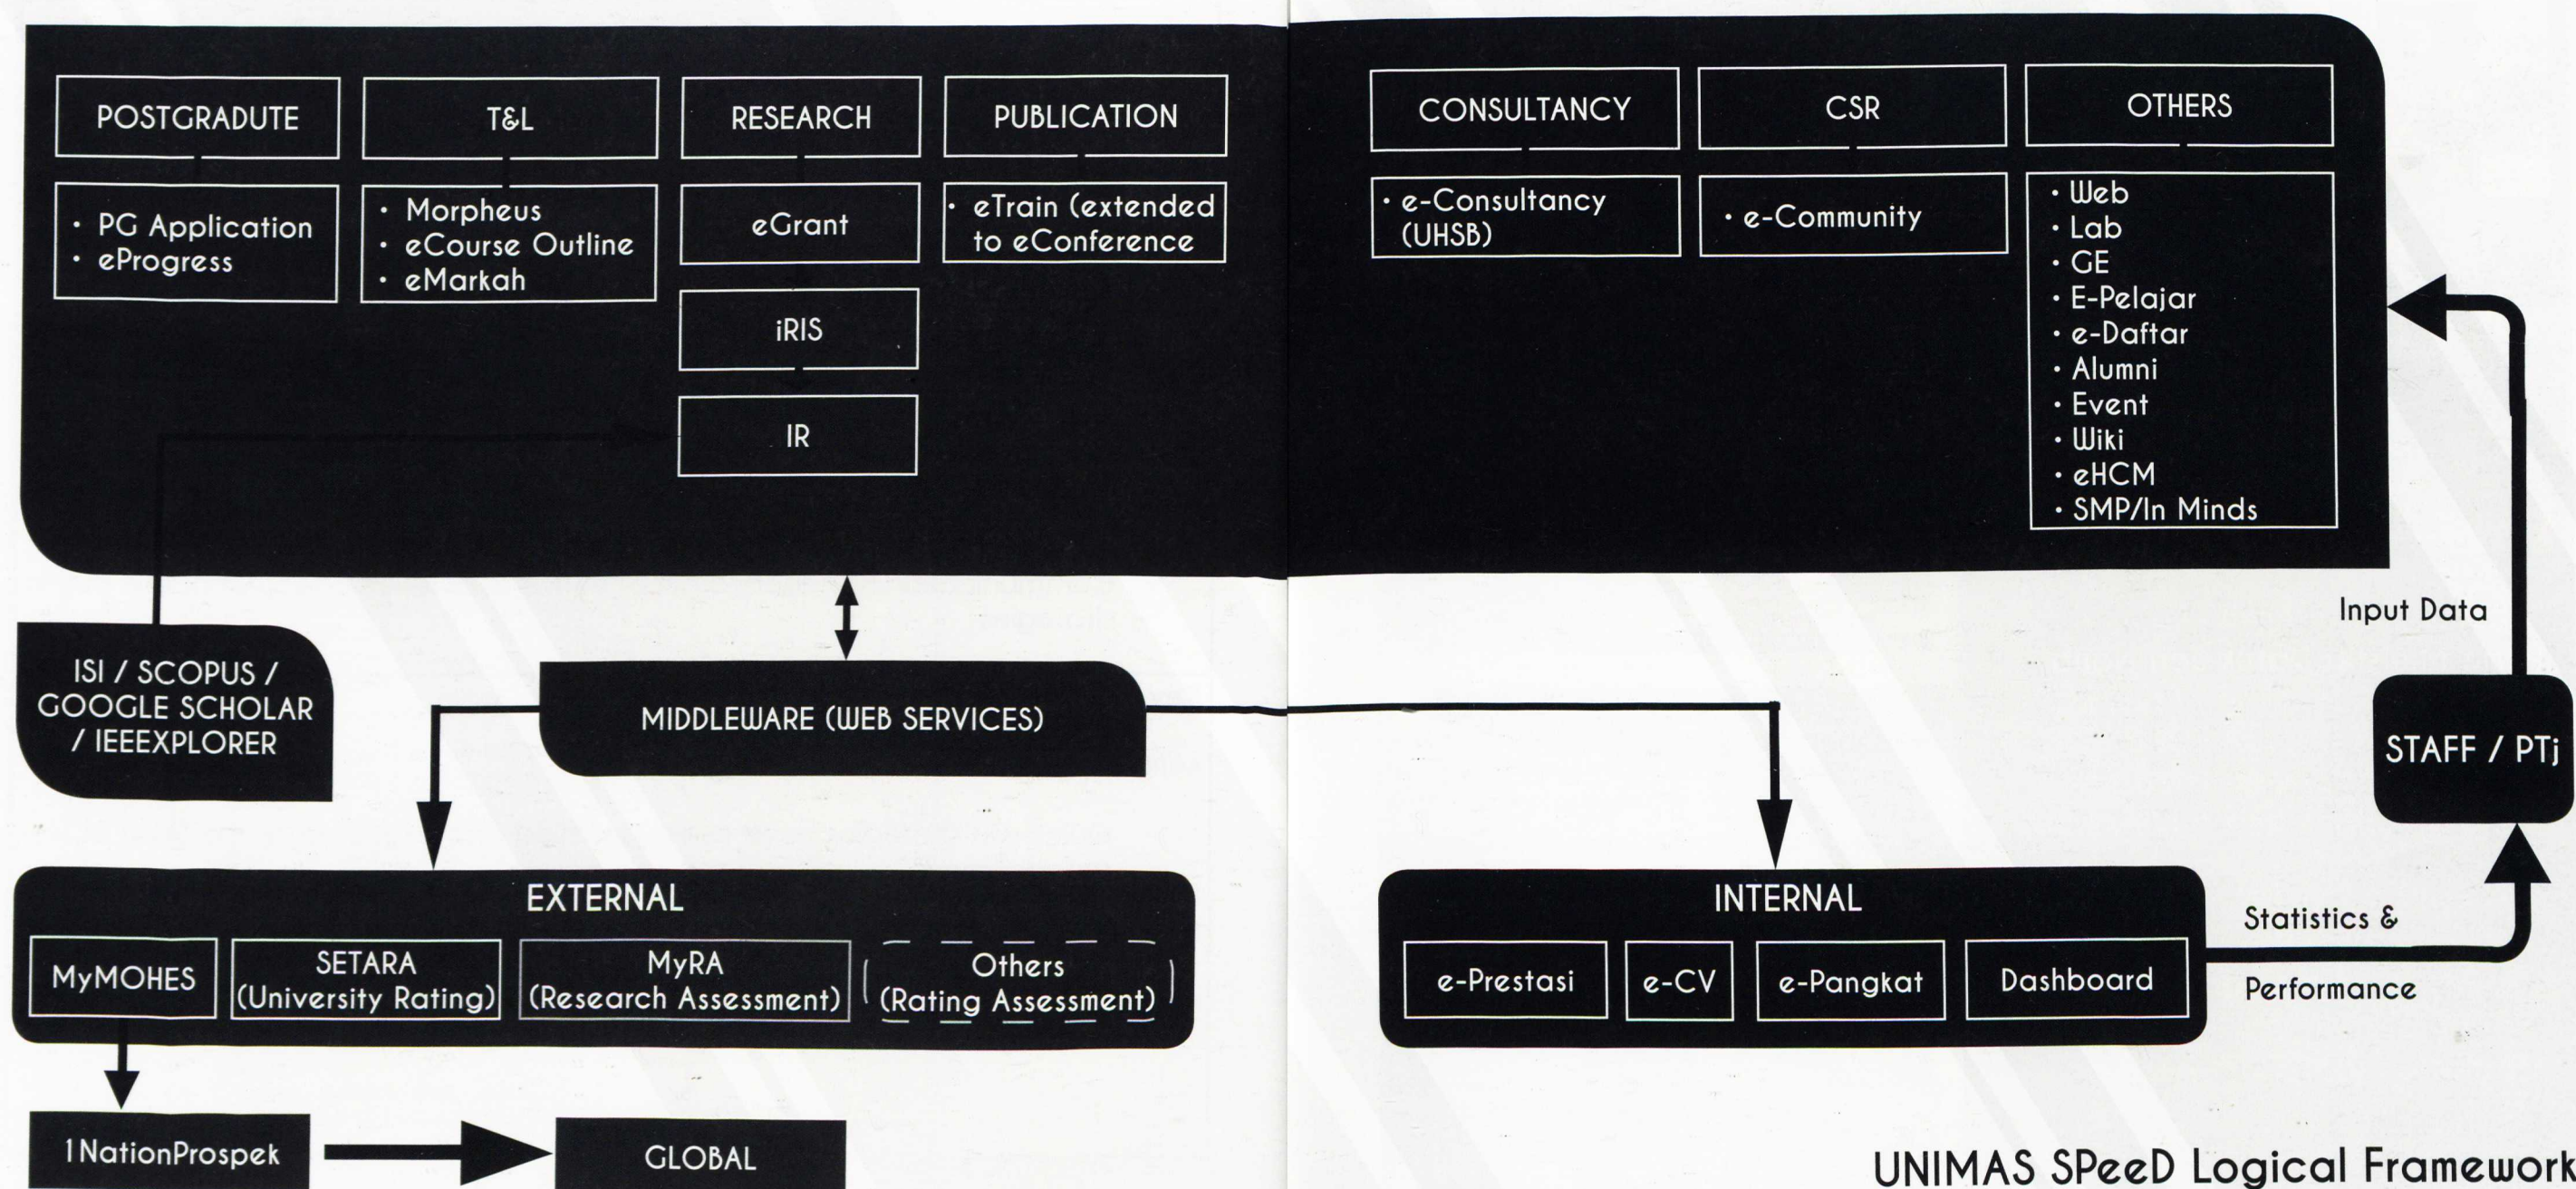 POSTGRADUTE
T&L
RESEARCH
PUBLICATION
CONSULTANCY
CSR
OTHERS
• PG Application
• eProgress
• Morpheus
• eCourse Outline
• eMarkah
eGrant
iRIS
IR
• eTrain (extended
to eConference
• e-Consultancy
(UHSB)
• e-Community
• Web
• Lab
• GE
• E-Pelajar
• e-Daftar
• Alumni
• Event
• Wiki
• eHCM
• SMP/In Minds
Input Data
ISI / SCOPUS /
GOOGLE SCHOLAR
/ IEEEXPLORER
MIDDLEWARE (WEB SERVICES)
STAFF / PTj
EXTERNAL
MyMOHES
SETARA
(University Rating)
MyRA
(Research Assessment)
Others
(Rating Assessment)
INTERNAL
e-Prestasi
e-CV
e-Pangkat
Dashboard
Statistics &
Performance
1NationProspek
GLOBAL
UNIMAS SPeeD Logical Framework